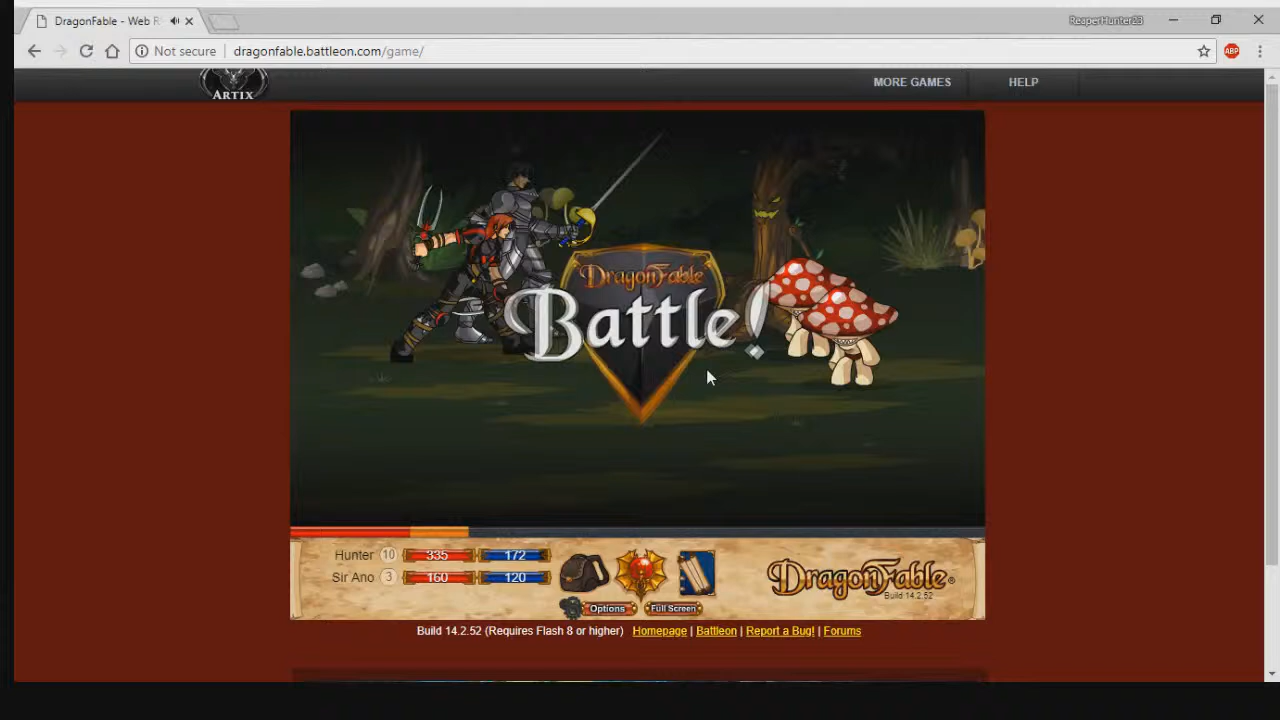 DragonFable - Web R
ReaperHunter23
Not secure dragonfable.battleon.com/game/
ABP
ARTIX
MORE GAMES HELP
DragonFable
Battle!
Hunter 10 335 172
Sir Ano 3 160 120
Options Full Screen
DragonFable®
Build 14.2.52
Build 14.2.52 (Requires Flash 8 or higher) Homepage | Battleon | Report a Bug! | Forums